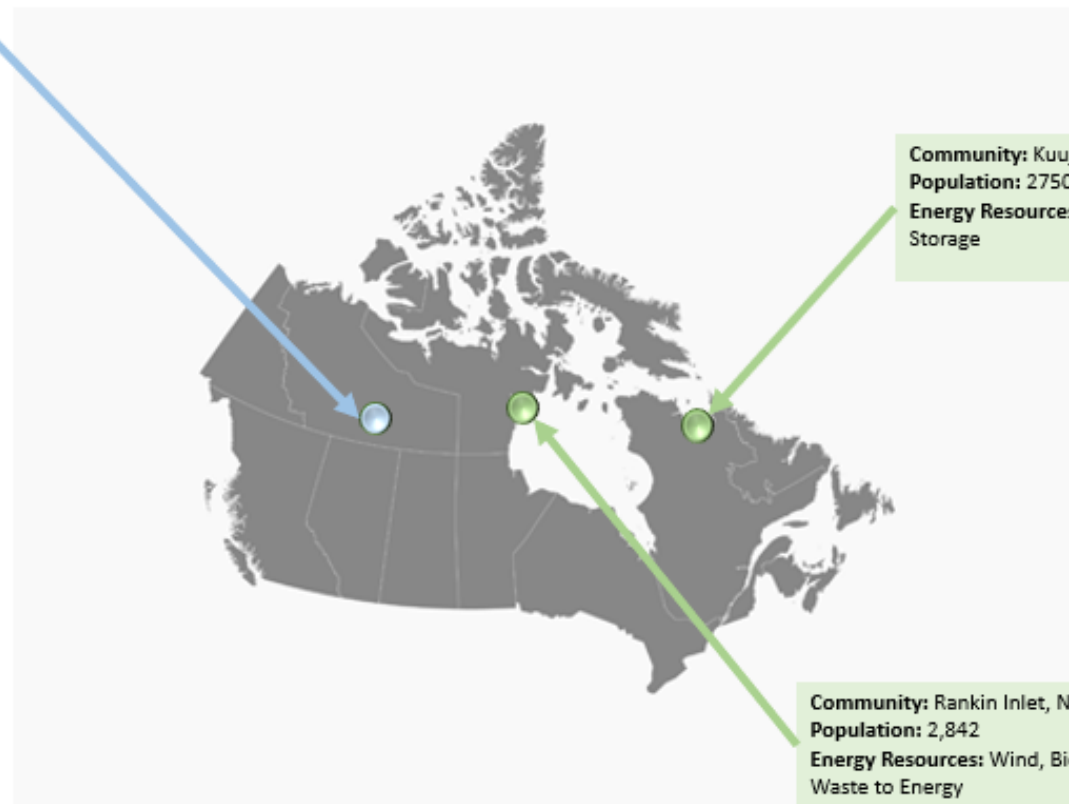 Community: Kuuj
Population: 2750
Energy Resources
Storage
Community: Rankin Inlet, N
Population: 2,842
Energy Resources: Wind, Bi
Waste to Energy